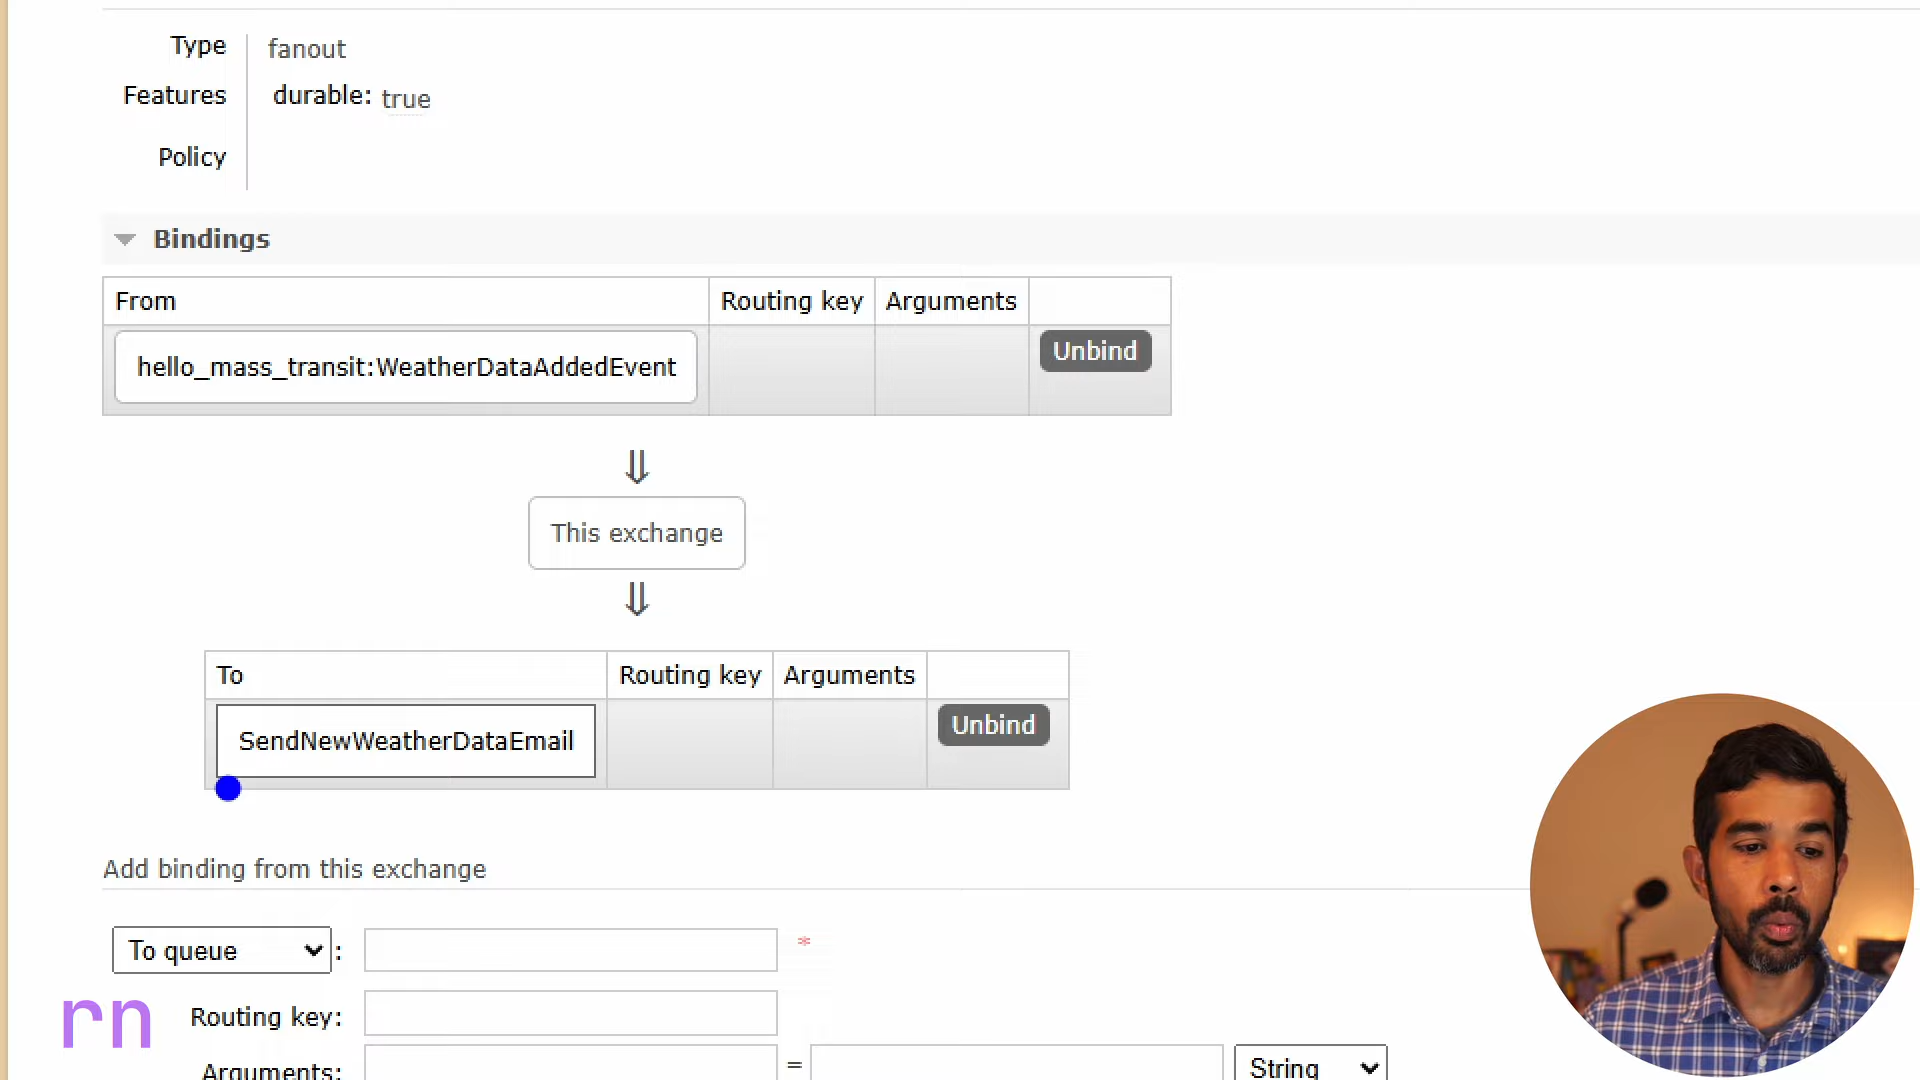 Type fanout
Features durable: true
Policy
Bindings
From Routing key Arguments
hello_mass_transit:WeatherDataAddedEvent Unbind
⇓
This exchange
⇓
To Routing key Arguments
SendNewWeatherDataEmail Unbind
Add binding from this exchange
To queue : *
Routing key:
Arguments: = String
rn